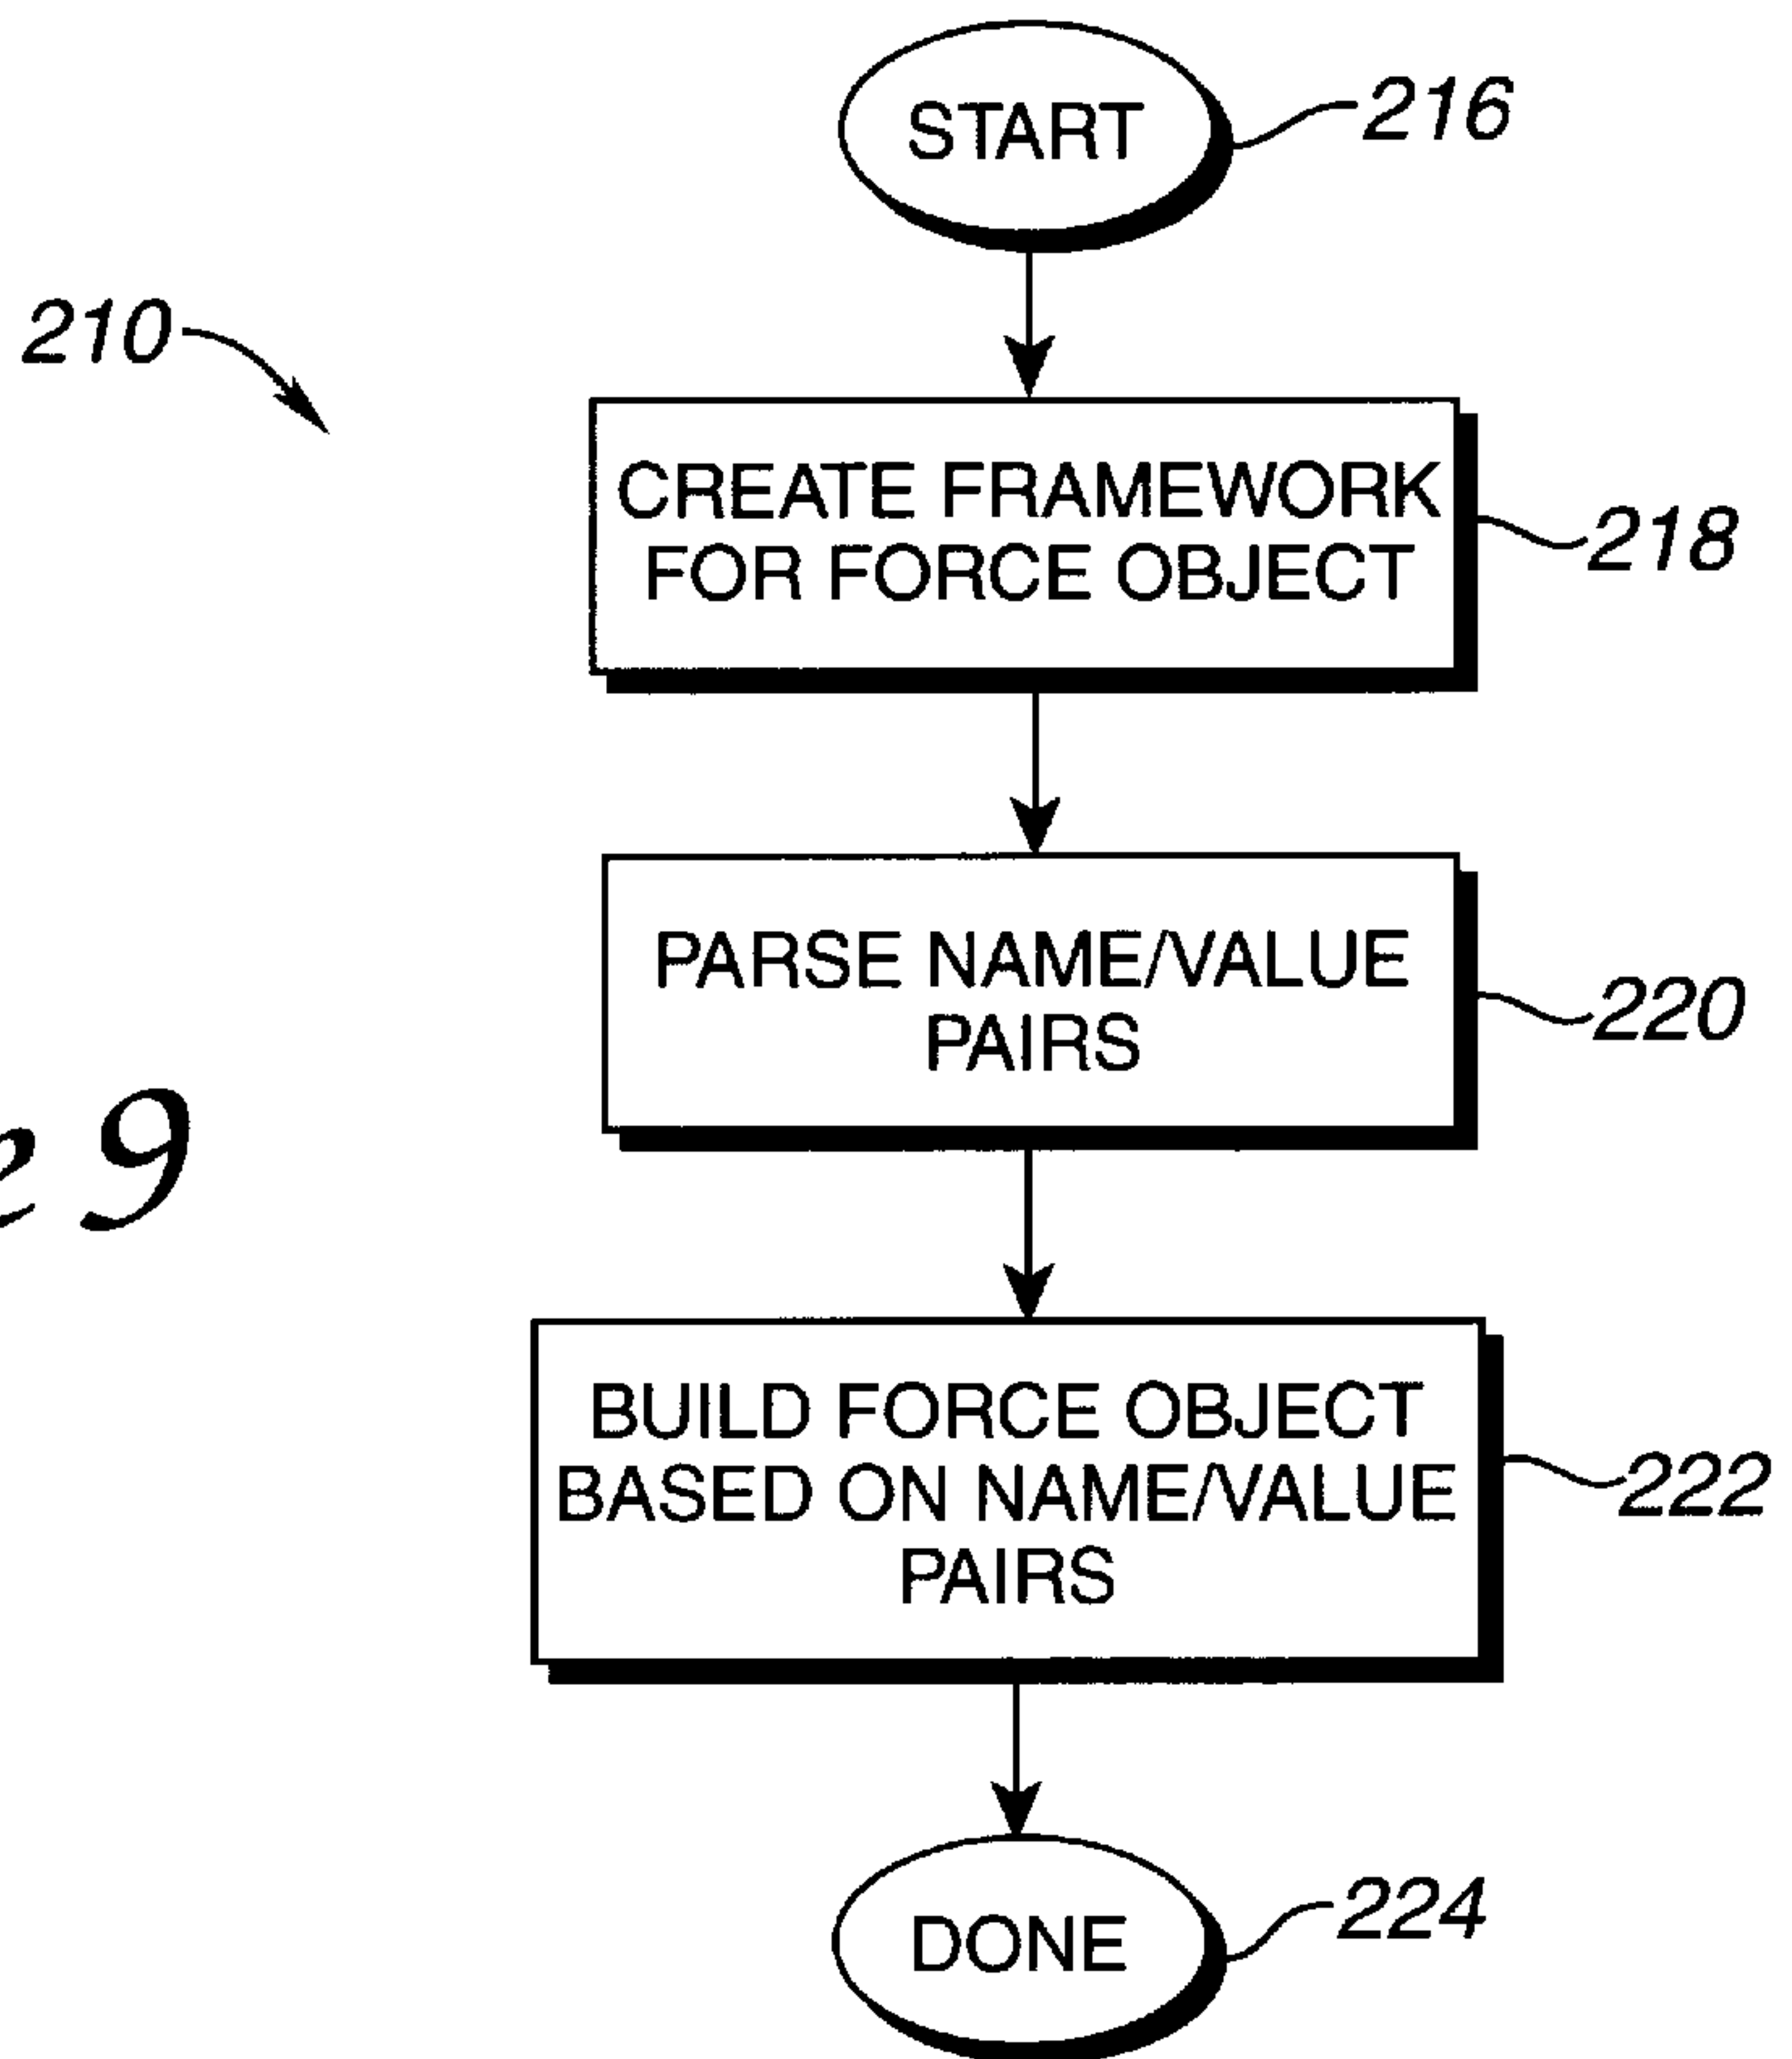 START
216
210
CREATE FRAMEWORK
FOR FORCE OBJECT
218
PARSE NAME/VALUE
PAIRS
220
9
BUILD FORCE OBJECT
BASED ON NAME/VALUE
PAIRS
222
DONE
224